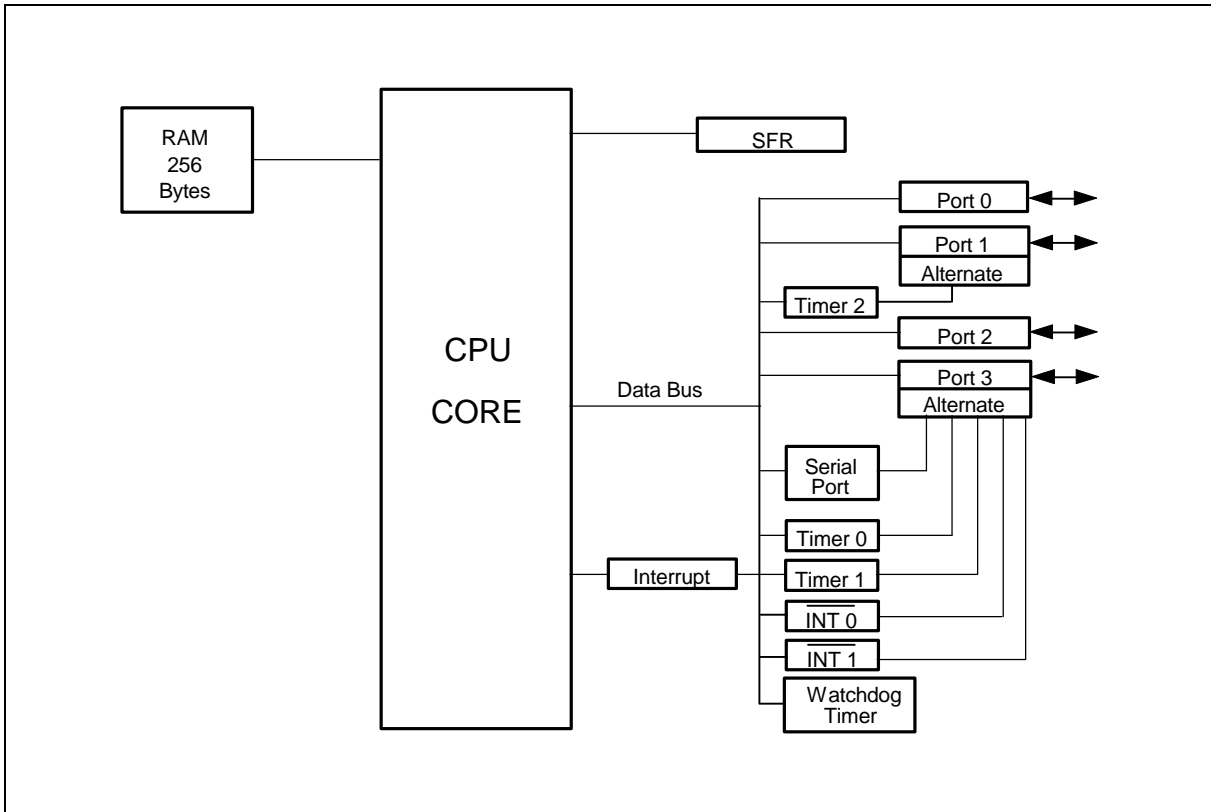 RAM
256
Bytes
CPU
CORE
SFR
Port 0
Port 1
Alternate
Timer 2
Port 2
Port 3
Alternate
Data Bus
Serial
Port
Timer 0
Interrupt
Timer 1
INT 0
INT 1
Watchdog
Timer